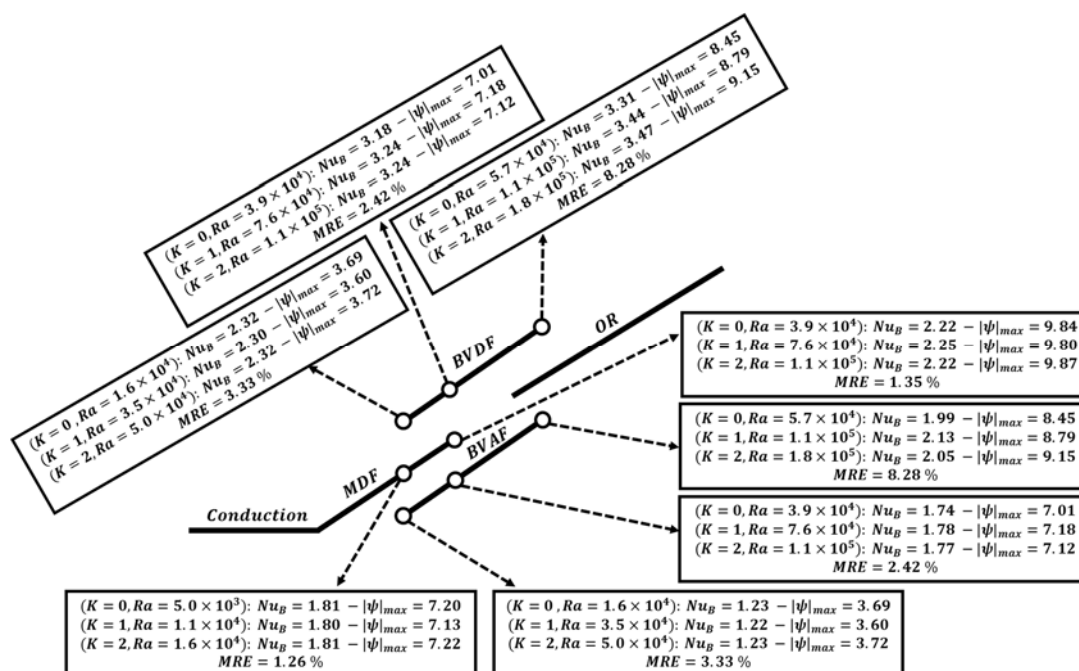 (K = 0, Ra = 3.9 × 10⁴): Nu_B = 3.18 − |ψ|_max = 7.01
(K = 1, Ra = 7.6 × 10⁴): Nu_B = 3.24 − |ψ|_max = 7.18
(K = 2, Ra = 1.1 × 10⁵): Nu_B = 3.24 − |ψ|_max = 7.12
MRE = 2.42 %
(K = 0, Ra = 5.7 × 10⁴): Nu_B = 3.31 − |ψ|_max = 8.45
(K = 1, Ra = 1.1 × 10⁵): Nu_B = 3.44 − |ψ|_max = 8.79
(K = 2, Ra = 1.8 × 10⁵): Nu_B = 3.47 − |ψ|_max = 9.15
MRE = 8.28 %
(K = 0, Ra = 1.6 × 10⁴): Nu_B = 2.32 − |ψ|_max = 3.69
(K = 1, Ra = 3.5 × 10⁴): Nu_B = 2.30 − |ψ|_max = 3.60
(K = 2, Ra = 5.0 × 10⁴): Nu_B = 2.32 − |ψ|_max = 3.72
MRE = 3.33 %
BVDF
OR
MDF
BVAF
Conduction
(K = 0, Ra = 3.9 × 10⁴): Nu_B = 2.22 − |ψ|_max = 9.84
(K = 1, Ra = 7.6 × 10⁴): Nu_B = 2.25 − |ψ|_max = 9.80
(K = 2, Ra = 1.1 × 10⁵): Nu_B = 2.22 − |ψ|_max = 9.87
MRE = 1.35 %
(K = 0, Ra = 5.7 × 10⁴): Nu_B = 1.99 − |ψ|_max = 8.45
(K = 1, Ra = 1.1 × 10⁵): Nu_B = 2.13 − |ψ|_max = 8.79
(K = 2, Ra = 1.8 × 10⁵): Nu_B = 2.05 − |ψ|_max = 9.15
MRE = 8.28 %
(K = 0, Ra = 3.9 × 10⁴): Nu_B = 1.74 − |ψ|_max = 7.01
(K = 1, Ra = 7.6 × 10⁴): Nu_B = 1.78 − |ψ|_max = 7.18
(K = 2, Ra = 1.1 × 10⁵): Nu_B = 1.77 − |ψ|_max = 7.12
MRE = 2.42 %
(K = 0, Ra = 5.0 × 10³): Nu_B = 1.81 − |ψ|_max = 7.20
(K = 1, Ra = 1.1 × 10⁴): Nu_B = 1.80 − |ψ|_max = 7.13
(K = 2, Ra = 1.6 × 10⁴): Nu_B = 1.81 − |ψ|_max = 7.22
MRE = 1.26 %
(K = 0, Ra = 1.6 × 10⁴): Nu_B = 1.23 − |ψ|_max = 3.69
(K = 1, Ra = 3.5 × 10⁴): Nu_B = 1.22 − |ψ|_max = 3.60
(K = 2, Ra = 5.0 × 10⁴): Nu_B = 1.23 − |ψ|_max = 3.72
MRE = 3.33 %